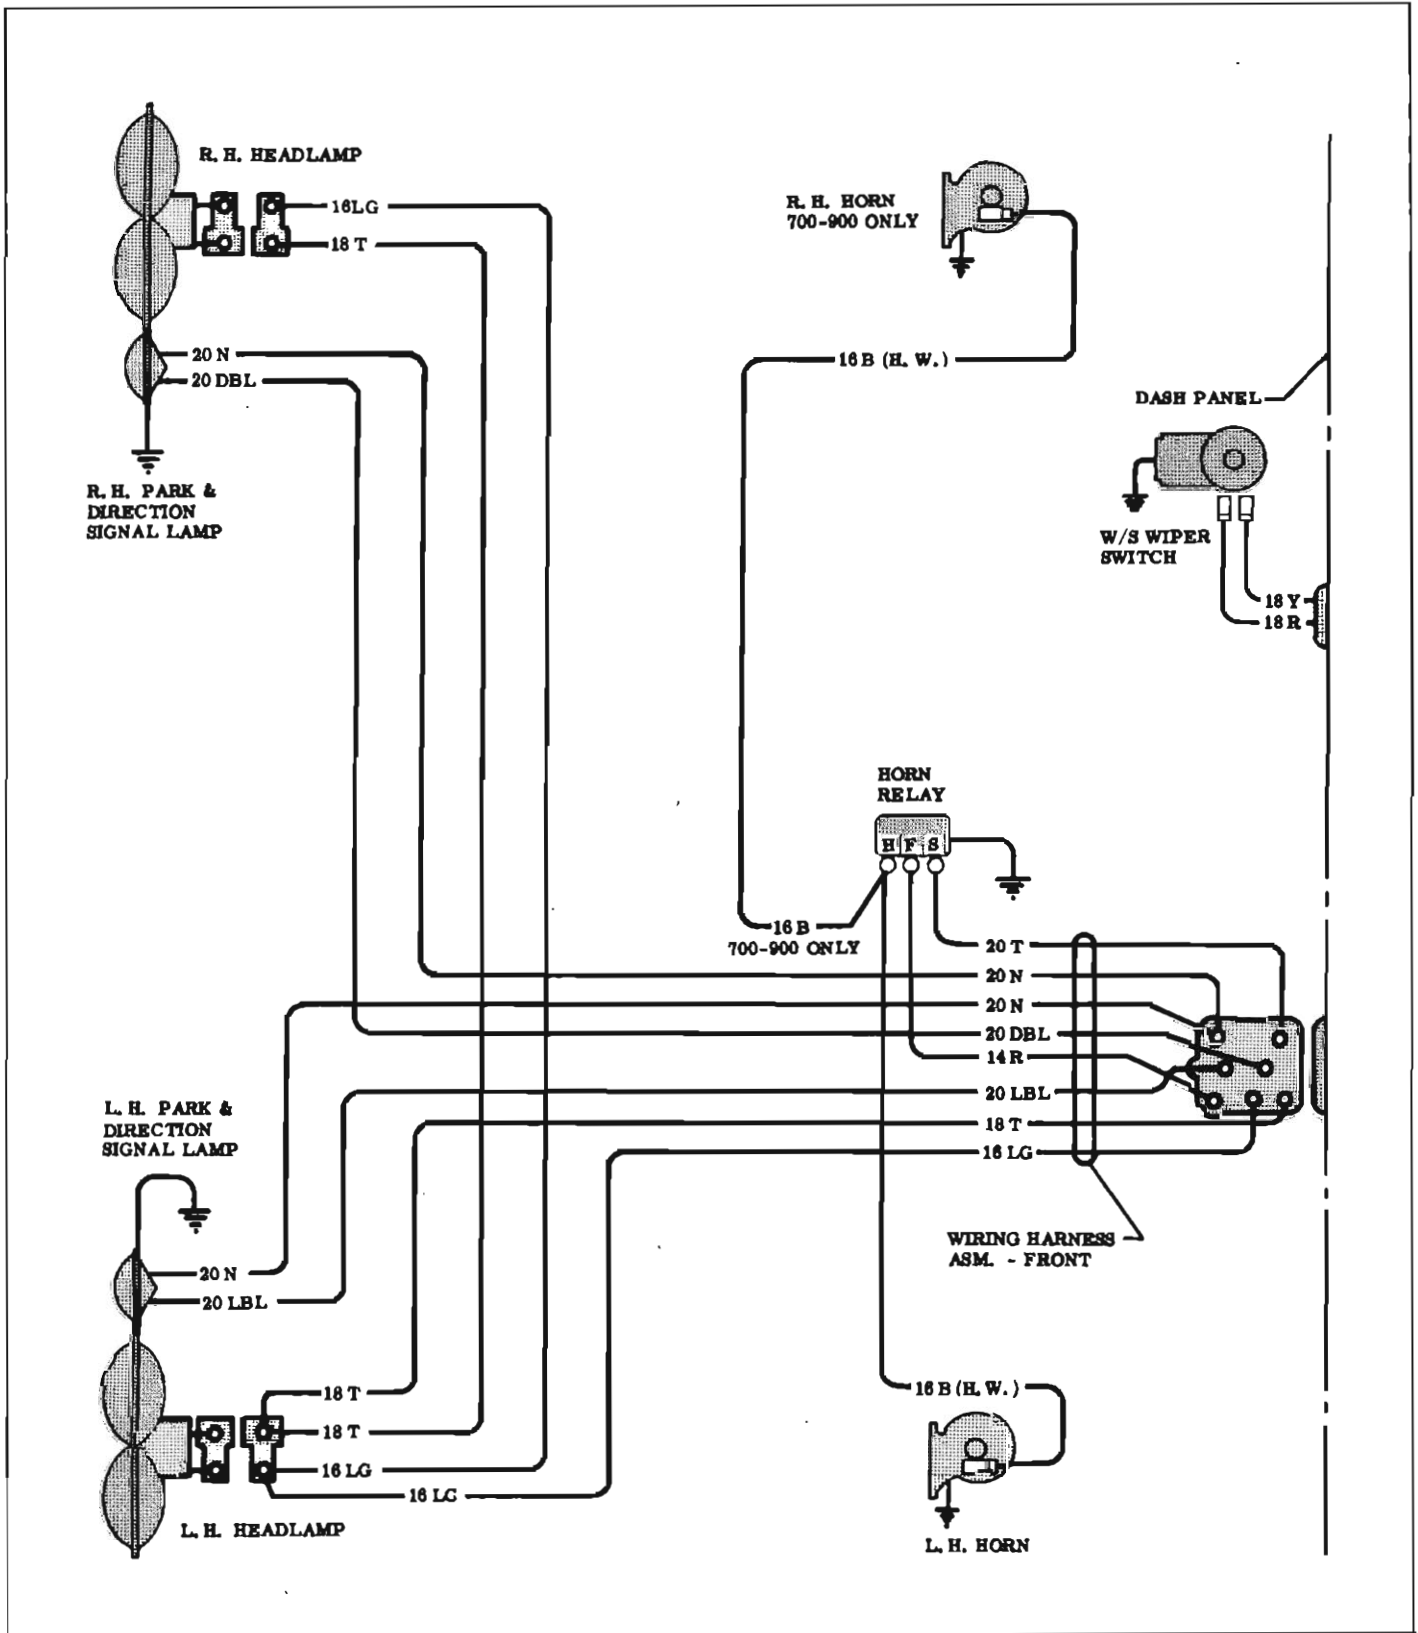 R. H. HEADLAMP
16LG
18 T
20 N
20 DBL
R. H. PARK &
DIRECTION
SIGNAL LAMP
R. H. HORN
700-900 ONLY
16 B (H. W.)
DASH PANEL
W/S WIPER
SWITCH
18 Y
18 R
HORN
RELAY
H F S
16 B
700-900 ONLY
20 T
20 N
20 N
20 DBL
14 R
20 LBL
18 T
16 LG
WIRING HARNESS
ASM. - FRONT
L. H. PARK &
DIRECTION
SIGNAL LAMP
20 N
20 LBL
18 T
18 T
16 LG
16 LG
L. H. HEADLAMP
16 B (H. W.)
L. H. HORN